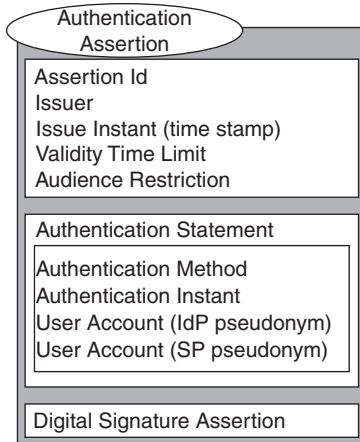 Authentication
Assertion
Assertion Id
Issuer
Issue Instant (time stamp)
Validity Time Limit
Audience Restriction
Authentication Statement
Authentication Method
Authentication Instant
User Account (IdP pseudonym)
User Account (SP pseudonym)
Digital Signature Assertion